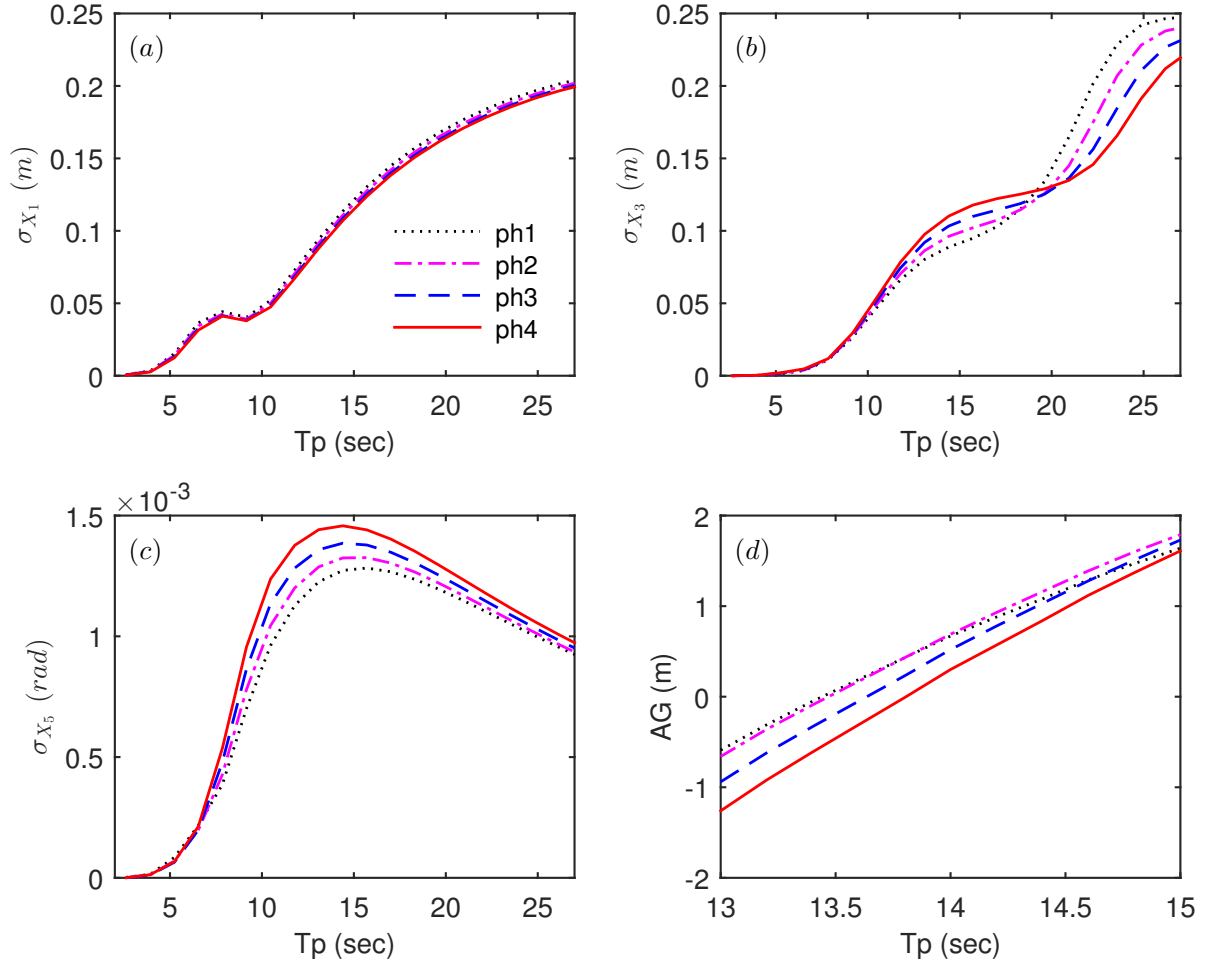 (a)
σ_{X_1} (m)
0.25
0.2
0.15
0.1
0.05
0
5 10 15 20 25
Tp (sec)
ph1
ph2
ph3
ph4
(b)
σ_{X_3} (m)
0.25
0.2
0.15
0.1
0.05
0
5 10 15 20 25
Tp (sec)
×10^{-3}
(c)
σ_{X_5} (rad)
1.5
1
0.5
0
5 10 15 20 25
Tp (sec)
(d)
AG (m)
2
1
0
-1
-2
13 13.5 14 14.5 15
Tp (sec)